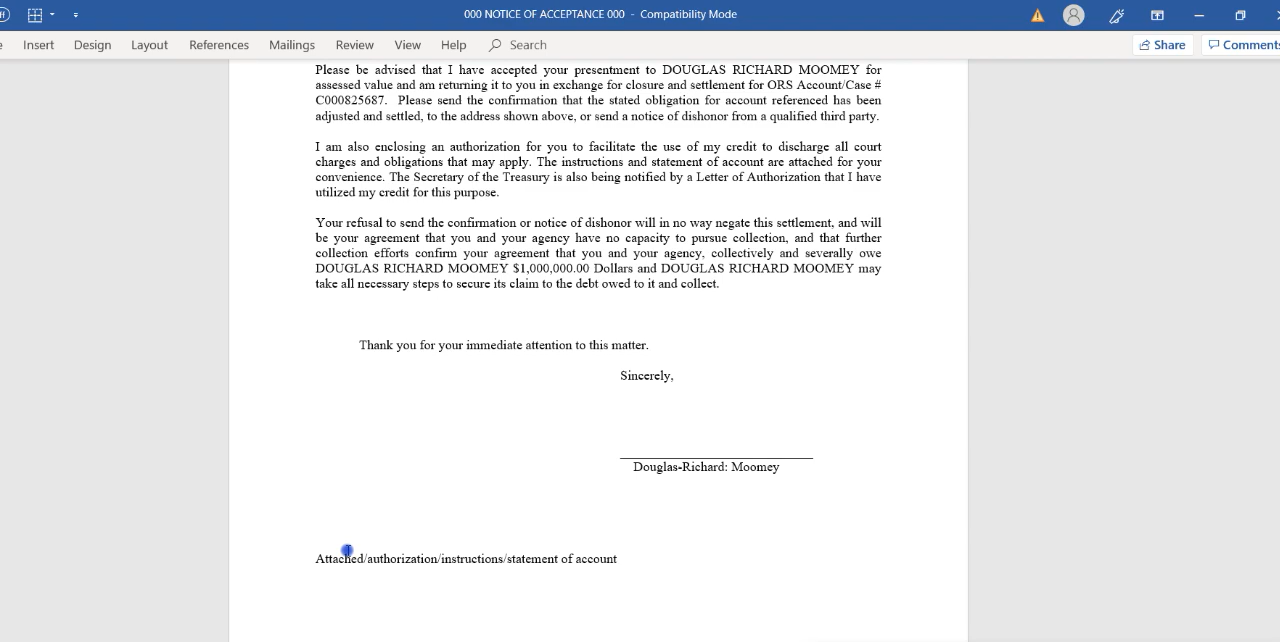 000 NOTICE OF ACCEPTANCE 000 - Compatibility Mode
Insert Design Layout References Mailings Review View Help Search Share Comments
Please be advised that I have accepted your presentment to DOUGLAS RICHARD MOOMEY for
assessed value and am returning it to you in exchange for closure and settlement for ORS Account/Case #
C000825687. Please send the confirmation that the stated obligation for account referenced has been
adjusted and settled, to the address shown above, or send a notice of dishonor from a qualified third party.
I am also enclosing an authorization for you to facilitate the use of my credit to discharge all court
charges and obligations that may apply. The instructions and statement of account are attached for your
convenience. The Secretary of the Treasury is also being notified by a Letter of Authorization that I have
utilized my credit for this purpose.
Your refusal to send the confirmation or notice of dishonor will in no way negate this settlement, and will
be your agreement that you and your agency have no capacity to pursue collection, and that further
collection efforts confirm your agreement that you and your agency, collectively and severally owe
DOUGLAS RICHARD MOOMEY $1,000,000.00 Dollars and DOUGLAS RICHARD MOOMEY may
take all necessary steps to secure its claim to the debt owed to it and collect.
Thank you for your immediate attention to this matter.
Sincerely,
Douglas-Richard: Moomey
Attached/authorization/instructions/statement of account